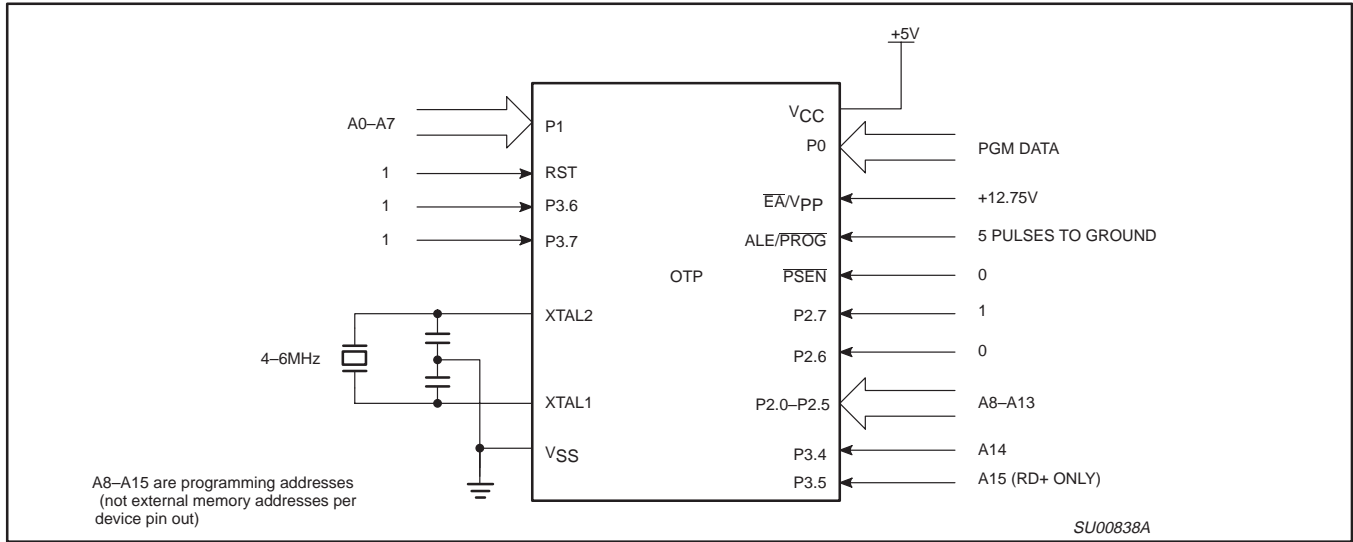 +5V
A0–A7
P1
VCC
P0
PGM DATA
1
RST
EA/VPP
+12.75V
1
P3.6
ALE/PROG
5 PULSES TO GROUND
1
P3.7
OTP
PSEN
0
XTAL2
P2.7
1
4–6MHz
P2.6
0
XTAL1
P2.0–P2.5
A8–A13
VSS
P3.4
A14
P3.5
A15 (RD+ ONLY)
A8–A15 are programming addresses
(not external memory addresses per
device pin out)
SU00838A